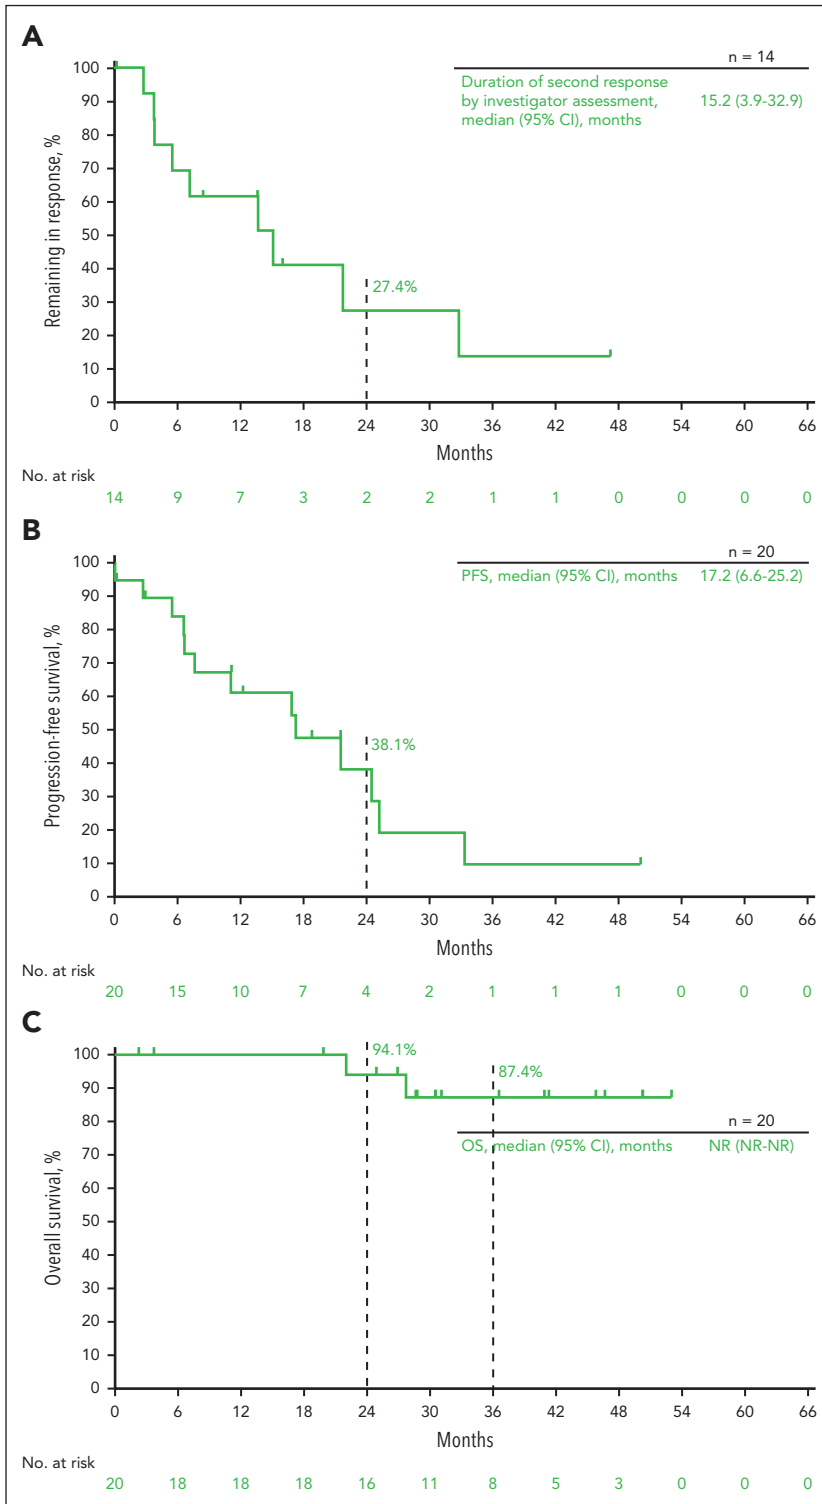 A
n = 14
Duration of second response
by investigator assessment, 15.2 (3.9-32.9)
median (95% CI), months
Remaining in response, %
100
90
80
70
60
50
40
30
20
10
0
27.4%
0 6 12 18 24 30 36 42 48 54 60 66
Months
No. at risk
14 9 7 3 2 2 1 1 0 0 0 0
B
n = 20
PFS, median (95% CI), months 17.2 (6.6-25.2)
Progression-free survival, %
100
90
80
70
60
50
40
30
20
10
0
38.1%
0 6 12 18 24 30 36 42 48 54 60 66
Months
No. at risk
20 15 10 7 4 2 1 1 1 0 0 0
C
94.1%
87.4%
n = 20
OS, median (95% CI), months NR (NR-NR)
Overall survival, %
100
90
80
70
60
50
40
30
20
10
0
0 6 12 18 24 30 36 42 48 54 60 66
Months
No. at risk
20 18 18 18 16 11 8 5 3 0 0 0